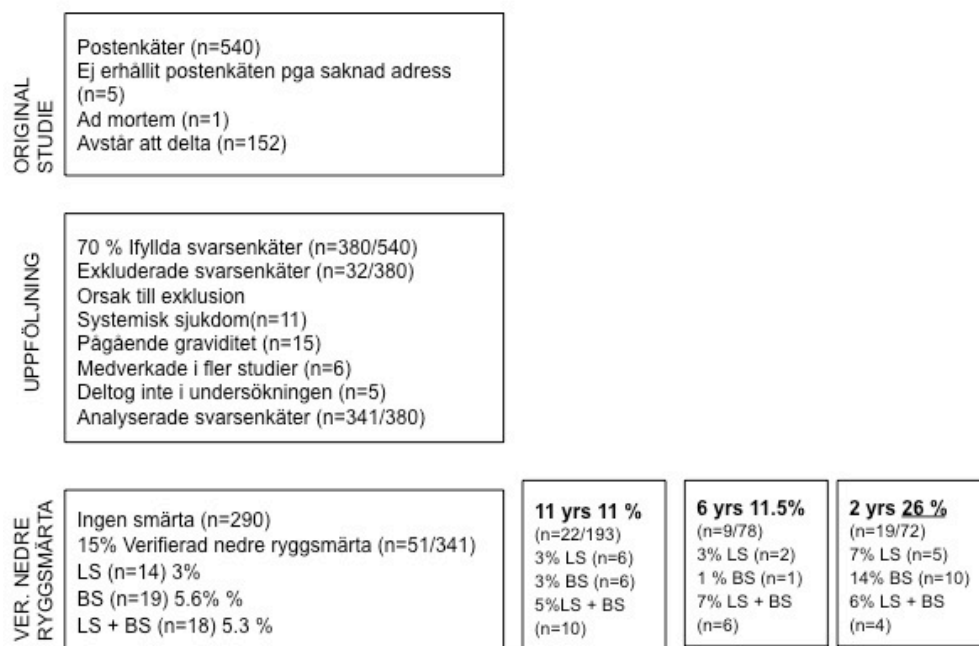 ORIGINAL
STUDIE
Postenkäter (n=540)
Ej erhållit postenkäten pga saknad adress
(n=5)
Ad mortem (n=1)
Avstår att delta (n=152)
UPPFÖLJNING
70 % Ifyllda svarsenkäter (n=380/540)
Exkluderade svarsenkäter (n=32/380)
Orsak till exklusion
Systemisk sjukdom(n=11)
Pågående graviditet (n=15)
Medverkade i fler studier (n=6)
Deltog inte i undersökningen (n=5)
Analyserade svarsenkäter (n=341/380)
VER. NEDRE
RYGGSMÄRTA
Ingen smärta (n=290)
15% Verifierad nedre ryggsmärta (n=51/341)
LS (n=14) 3%
BS (n=19) 5.6% %
LS + BS (n=18) 5.3 %
11 yrs 11 %
(n=22/193)
3% LS (n=6)
3% BS (n=6)
5%LS + BS
(n=10)
6 yrs 11.5%
(n=9/78)
3% LS (n=2)
1 % BS (n=1)
7% LS + BS
(n=6)
2 yrs 26 %
(n=19/72)
7% LS (n=5)
14% BS (n=10)
6% LS + BS
(n=4)